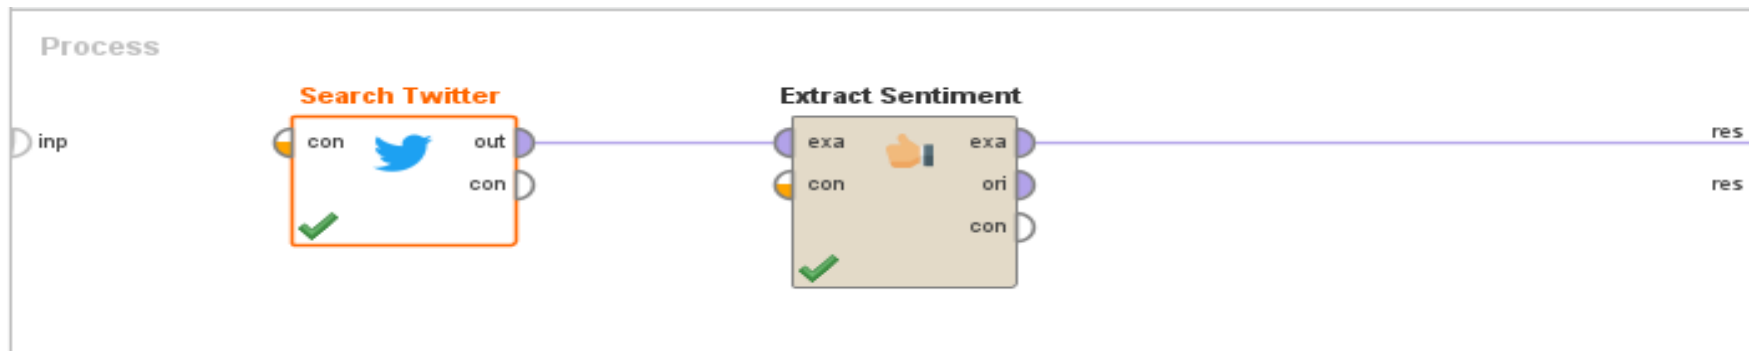 Process
Search Twitter
Extract Sentiment
inp
con
out
con
exa
exa
con
ori
con
res
res